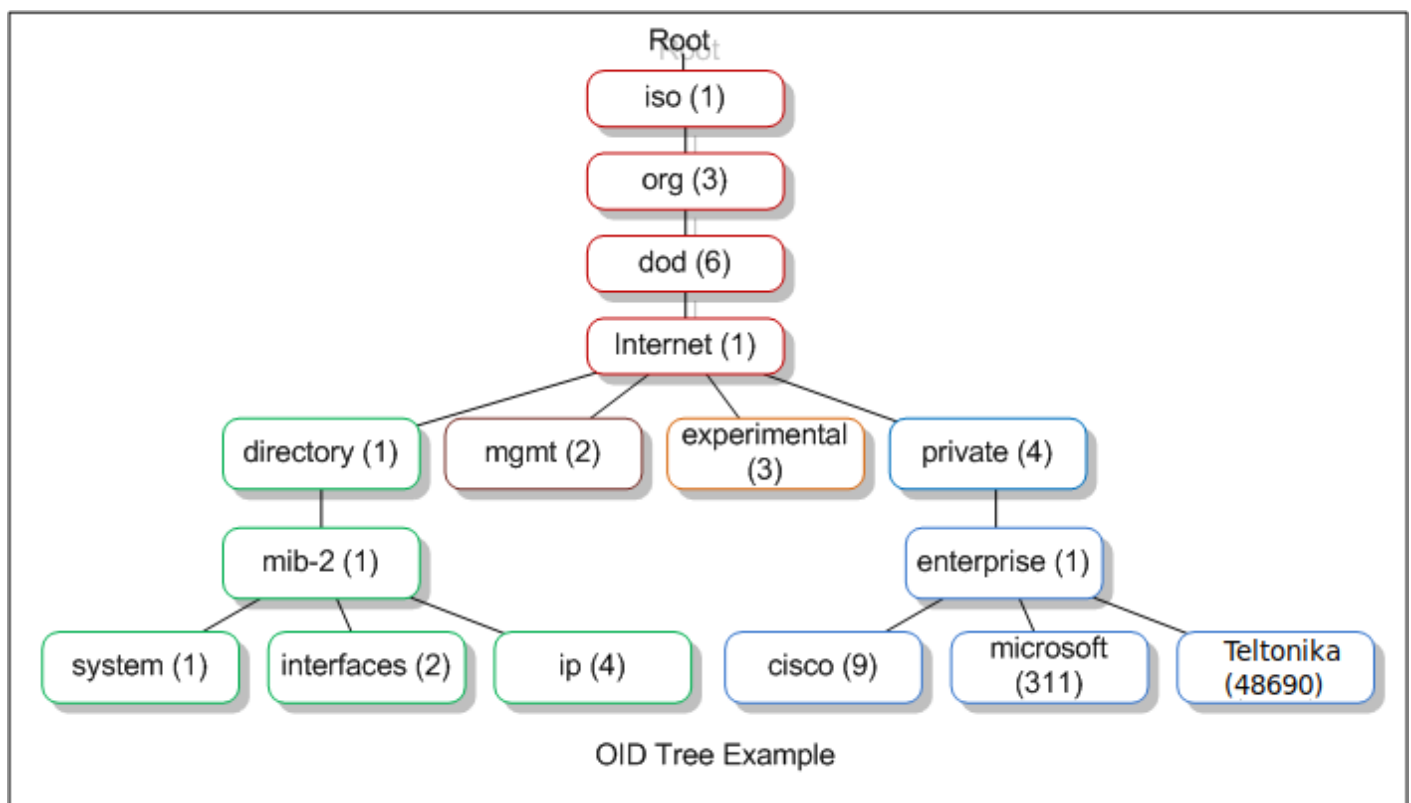 Root
iso (1)
org (3)
dod (6)
Internet (1)
directory (1)
mgmt (2)
experimental
(3)
private (4)
mib-2 (1)
enterprise (1)
system (1)
interfaces (2)
ip (4)
cisco (9)
microsoft
(311)
Teltonika
(48690)
OID Tree Example